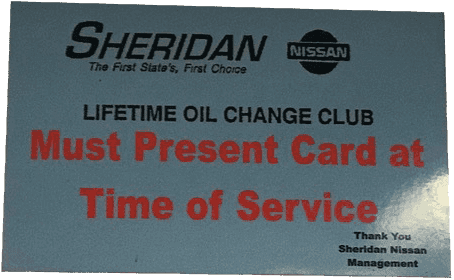 SHERIDAN
The First State's, First Choice
NISSAN
LIFETIME OIL CHANGE CLUB
Must Present Card at
Time of Service
Thank You
Sheridan Nissan
Management